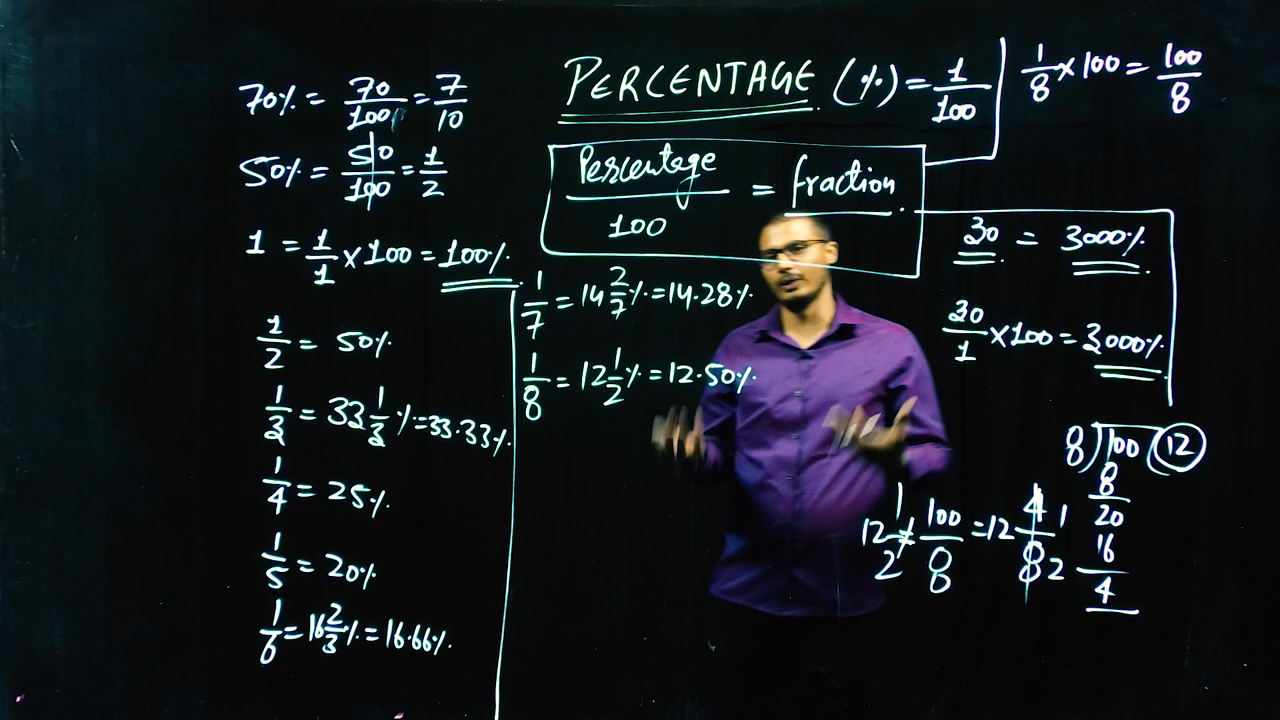 PERCENTAGE (%) = 1/100
Percentage/100 = fraction
70% = 70/100 = 7/10
50% = 50/100 = 1/2
1 = 1/1 × 100 = 100%
1/2 = 50%
1/3 = 33 1/3 % = 33.33%
1/4 = 25%
1/5 = 20%
1/6 = 16 2/3 % = 16.66%
1/7 = 14 2/7 % = 14.28%
1/8 = 12 1/2 % = 12.50%
1/8 × 100 = 100/8
30 = 3000%
30/1 × 100 = 3000%
8) 100 (12
8
20
16
4
12 1/2 = 100/8 = 12 4/8 1 2